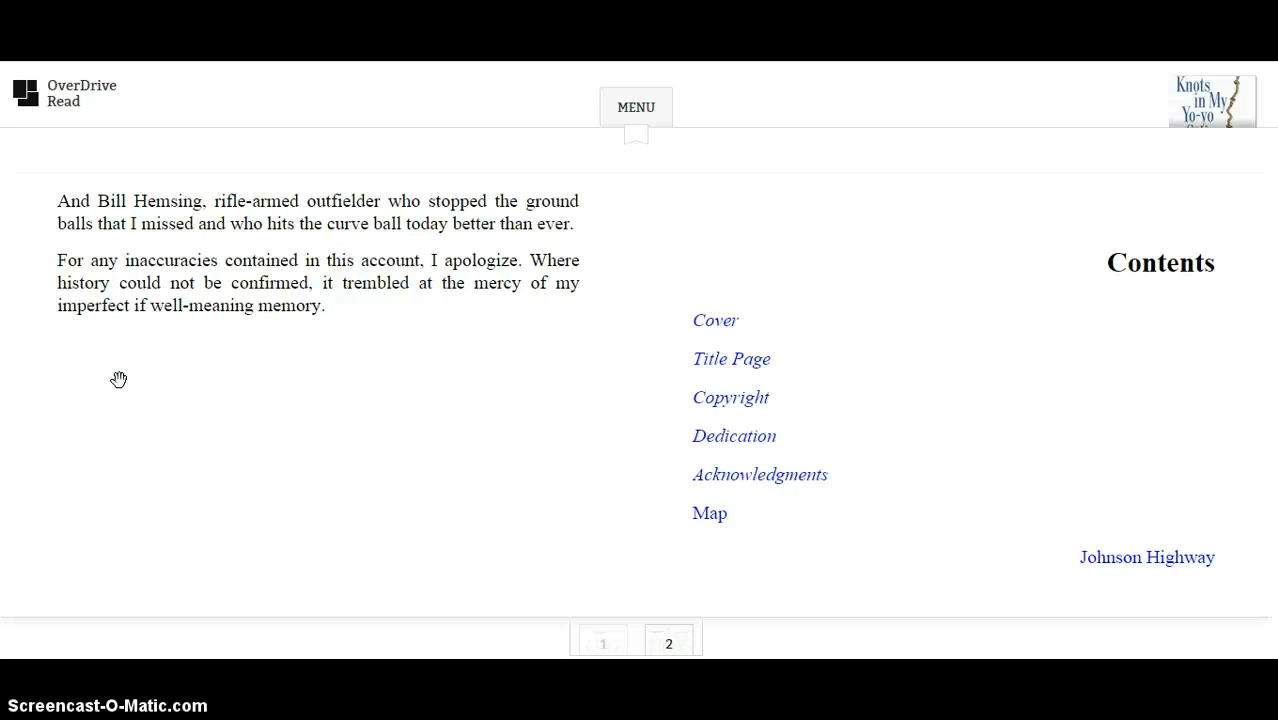 OverDrive
Read
MENU
Knots
in My
Yo-yo
And Bill Hemsing, rifle-armed outfielder who stopped the ground
balls that I missed and who hits the curve ball today better than ever.
For any inaccuracies contained in this account, I apologize. Where
history could not be confirmed, it trembled at the mercy of my
imperfect if well-meaning memory.
Contents
Cover
Title Page
Copyright
Dedication
Acknowledgments
Map
Johnson Highway
1
2
Screencast-O-Matic.com